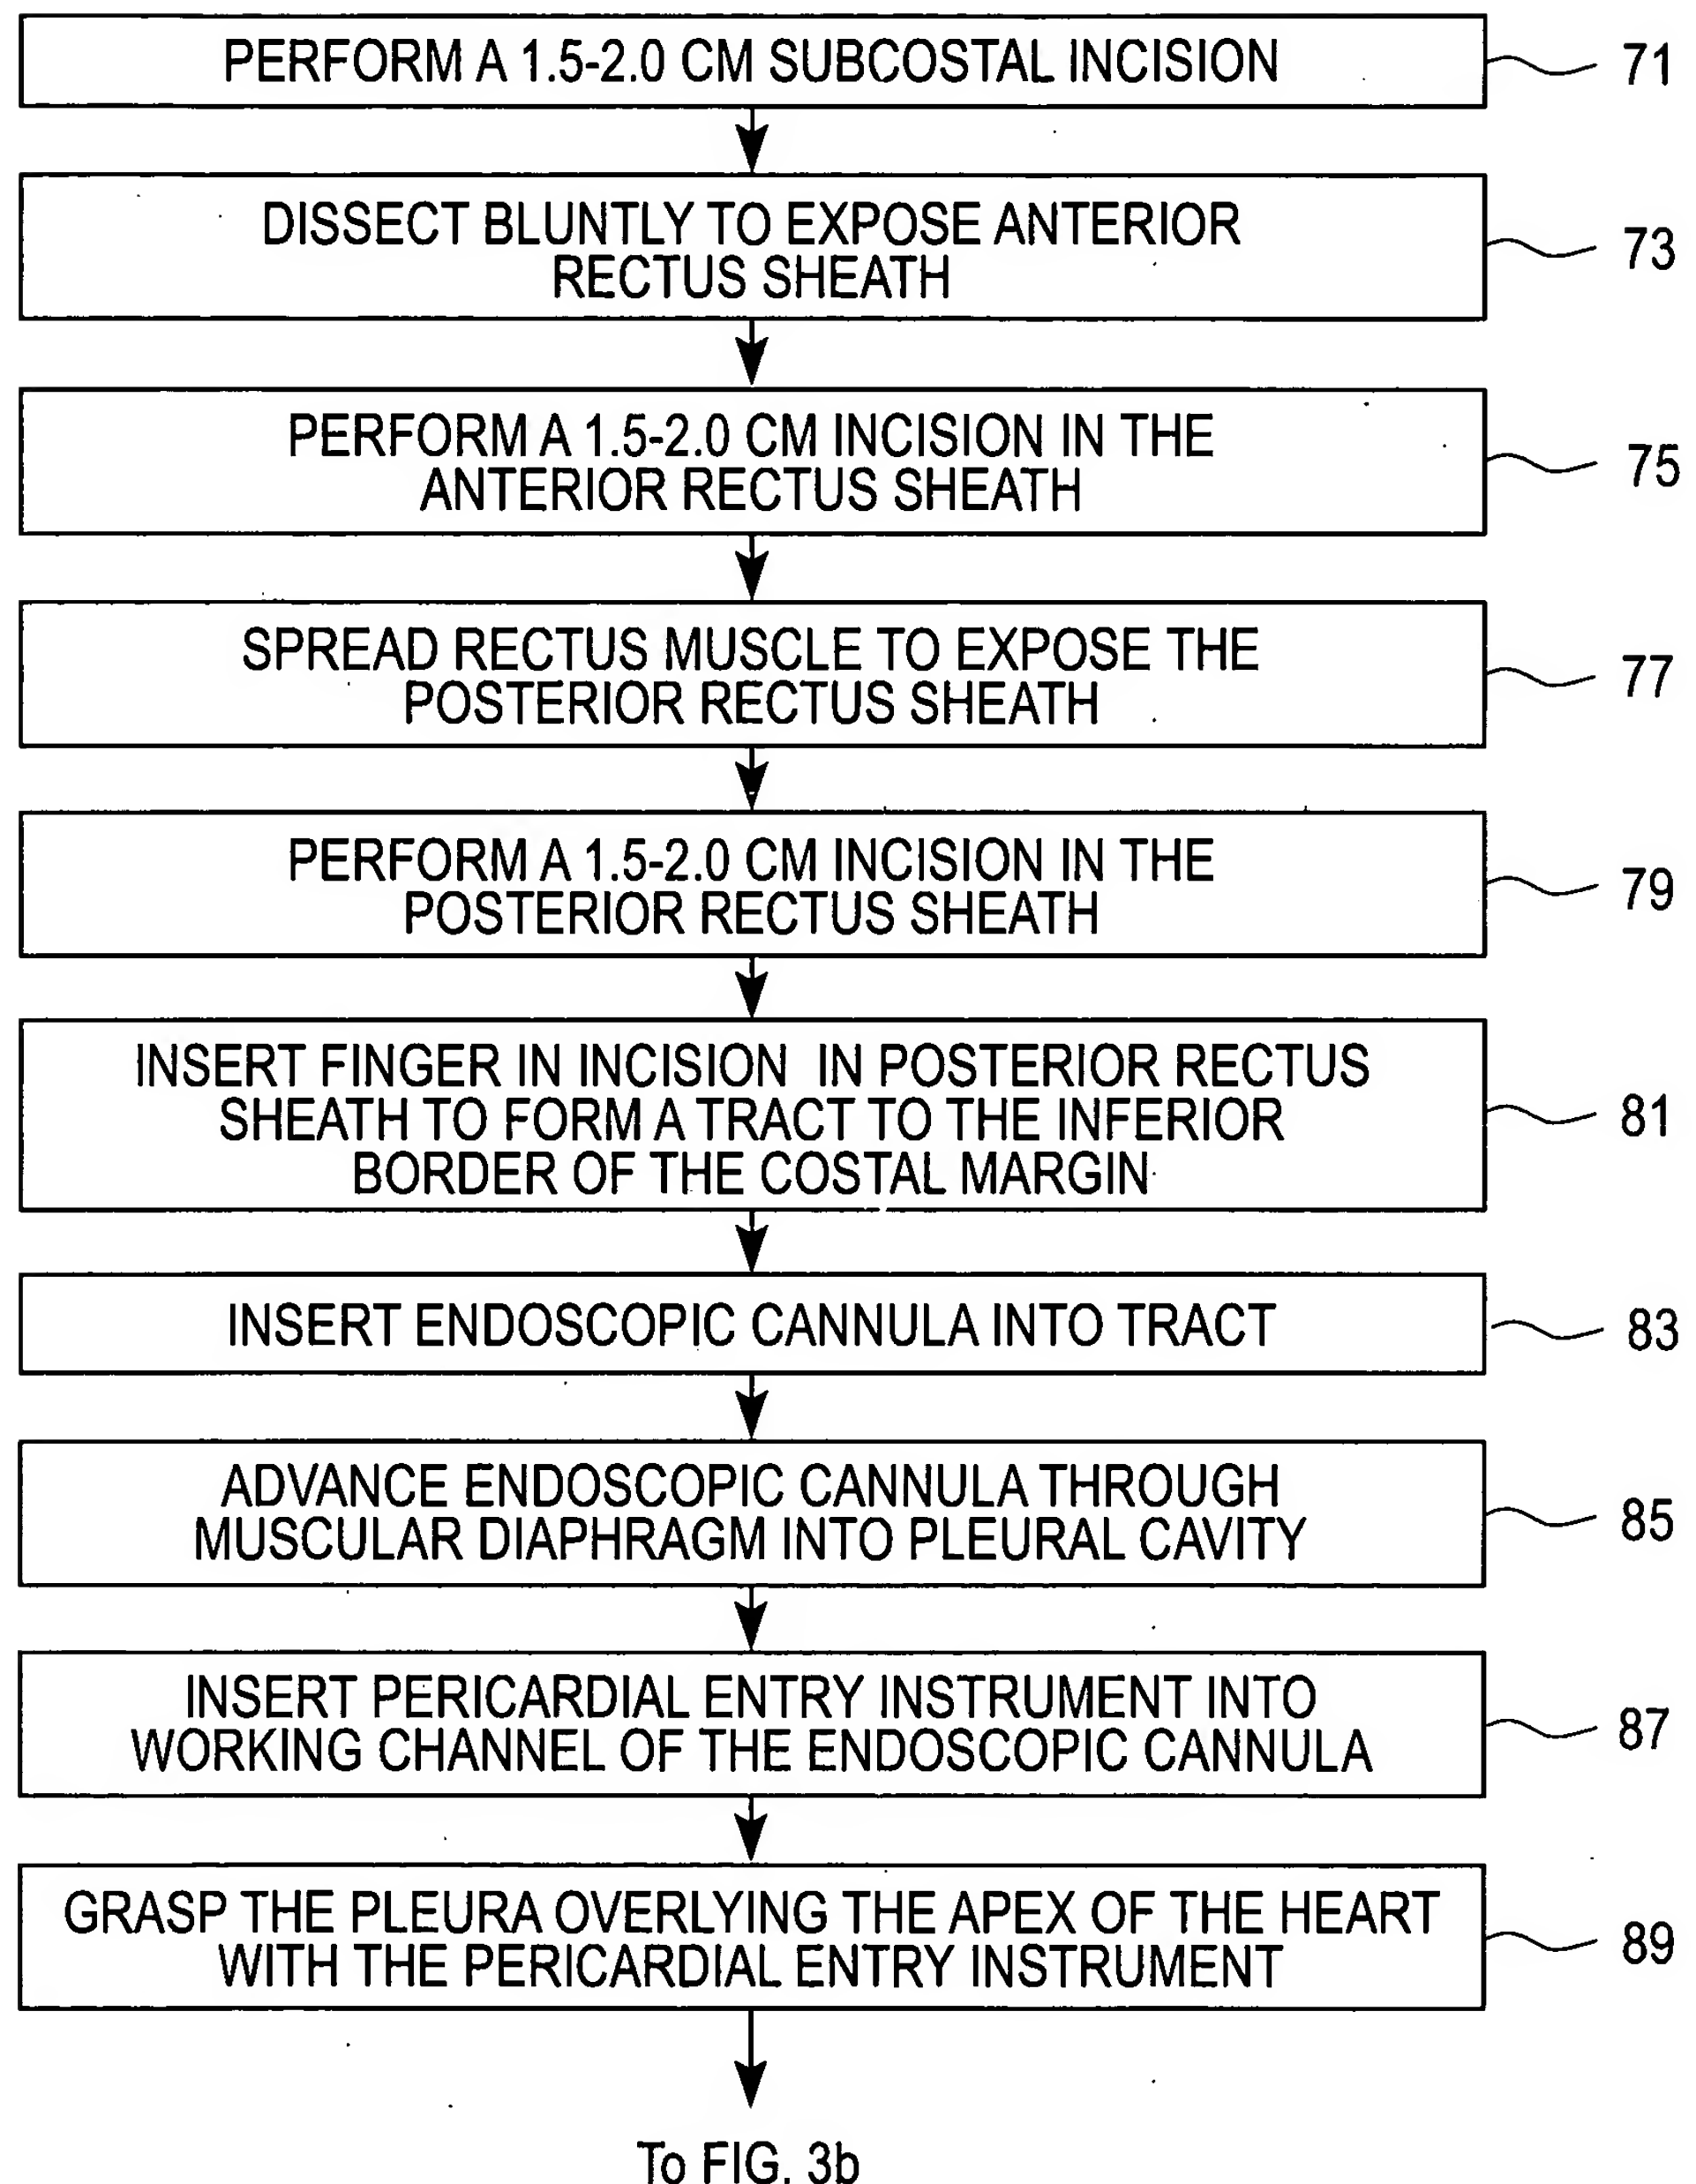 PERFORM A 1.5-2.0 CM SUBCOSTAL INCISION
71
DISSECT BLUNTLY TO EXPOSE ANTERIOR
RECTUS SHEATH
73
PERFORM A 1.5-2.0 CM INCISION IN THE
ANTERIOR RECTUS SHEATH
75
SPREAD RECTUS MUSCLE TO EXPOSE THE
POSTERIOR RECTUS SHEATH
77
PERFORM A 1.5-2.0 CM INCISION IN THE
POSTERIOR RECTUS SHEATH
79
INSERT FINGER IN INCISION IN POSTERIOR RECTUS
SHEATH TO FORM A TRACT TO THE INFERIOR
BORDER OF THE COSTAL MARGIN
81
INSERT ENDOSCOPIC CANNULA INTO TRACT
83
ADVANCE ENDOSCOPIC CANNULA THROUGH
MUSCULAR DIAPHRAGM INTO PLEURAL CAVITY
85
INSERT PERICARDIAL ENTRY INSTRUMENT INTO
WORKING CHANNEL OF THE ENDOSCOPIC CANNULA
87
GRASP THE PLEURA OVERLYING THE APEX OF THE HEART
WITH THE PERICARDIAL ENTRY INSTRUMENT
89
To FIG. 3b